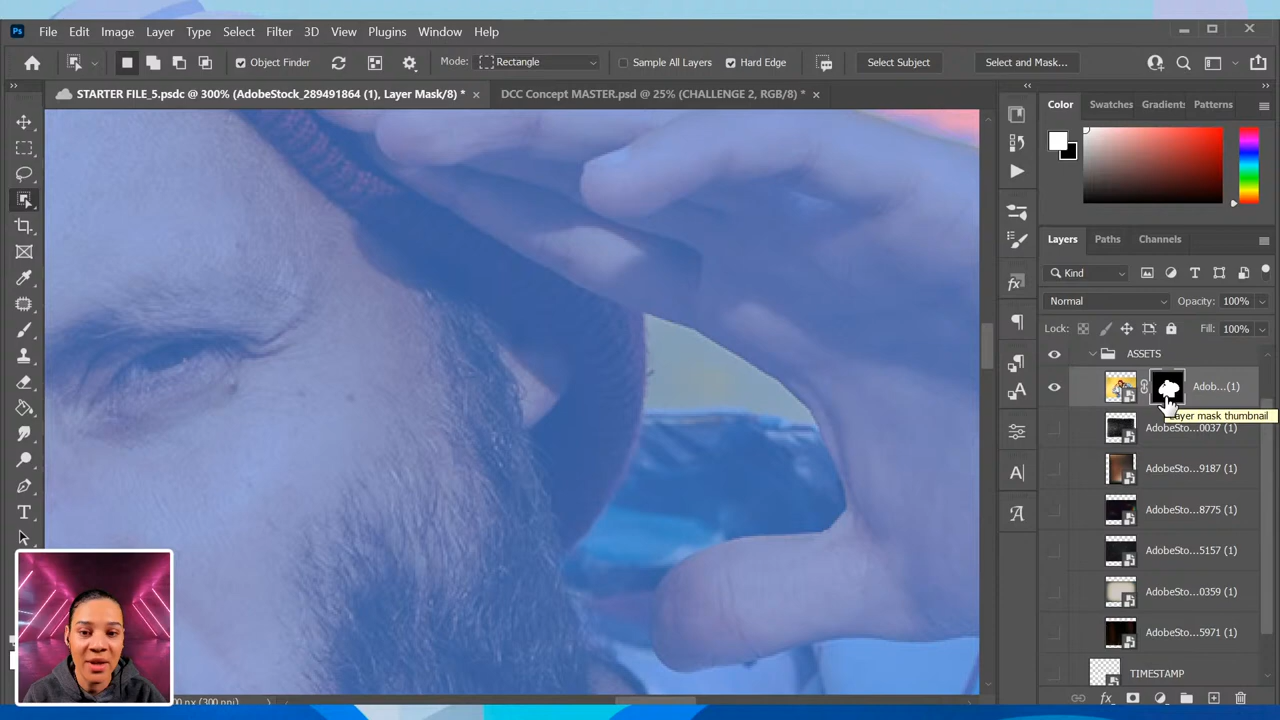 Ps File Edit Image Layer Type Select Filter 3D View Plugins Window Help
Object Finder Mode: Rectangle Sample All Layers Hard Edge Select Subject Select and Mask...
STARTER FILE_5.psdc @ 300% (AdobeStock_289491864 (1), Layer Mask/8) * × DCC Concept MASTER.psd @ 25% (CHALLENGE 2, RGB/8) * ×
Color Swatches Gradient: Patterns
Layers Paths Channels
Kind
Normal Opacity: 100%
Lock: Fill: 100%
ASSETS
Adob...(1)
Layer mask thumbnail
AdobeSto...0037 (1)
AdobeSto...9187 (1)
AdobeSto...8775 (1)
AdobeSto...5157 (1)
AdobeSto...0359 (1)
AdobeSto...5971 (1)
TIMESTAMP